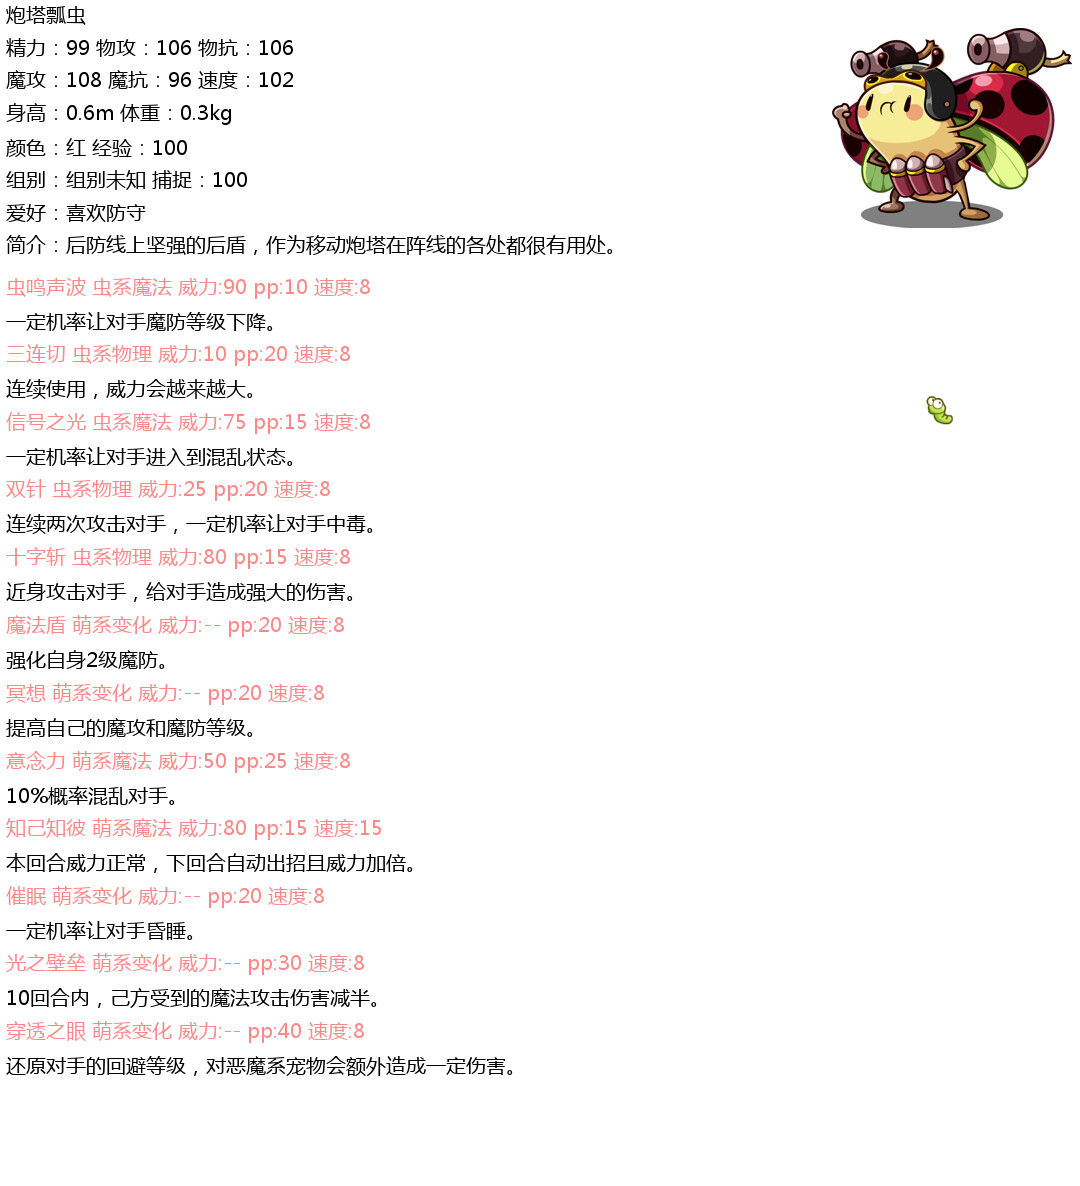 炮塔瓢虫
精力：99 物攻：106 物抗：106
魔攻：108 魔抗：96 速度：102
身高：0.6m 体重：0.3kg
颜色：红 经验：100
组别：组别未知 捕捉：100
爱好：喜欢防守
简介：后防线上坚强的后盾，作为移动炮塔在阵线的各处都很有用处。
虫鸣声波 虫系魔法 威力:90 pp:10 速度:8
一定机率让对手魔防等级下降。
三连切 虫系物理 威力:10 pp:20 速度:8
连续使用，威力会越来越大。
信号之光 虫系魔法 威力:75 pp:15 速度:8
一定机率让对手进入到混乱状态。
双针 虫系物理 威力:25 pp:20 速度:8
连续两次攻击对手，一定机率让对手中毒。
十字斩 虫系物理 威力:80 pp:15 速度:8
近身攻击对手，给对手造成强大的伤害。
魔法盾 萌系变化 威力:-- pp:20 速度:8
强化自身2级魔防。
冥想 萌系变化 威力:-- pp:20 速度:8
提高自己的魔攻和魔防等级。
意念力 萌系魔法 威力:50 pp:25 速度:8
10%概率混乱对手。
知己知彼 萌系魔法 威力:80 pp:15 速度:15
本回合威力正常，下回合自动出招且威力加倍。
催眠 萌系变化 威力:-- pp:20 速度:8
一定机率让对手昏睡。
光之壁垒 萌系变化 威力:-- pp:30 速度:8
10回合内，己方受到的魔法攻击伤害减半。
穿透之眼 萌系变化 威力:-- pp:40 速度:8
还原对手的回避等级，对恶魔系宠物会额外造成一定伤害。